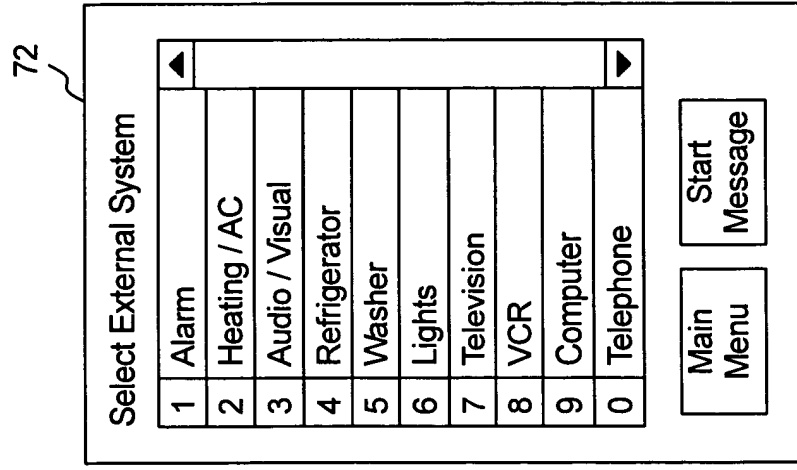 72
Select External System
1 Alarm
2 Heating / AC
3 Audio / Visual
4 Refrigerator
5 Washer
6 Lights
7 Television
8 VCR
9 Computer
0 Telephone
Main
Menu
Start
Message